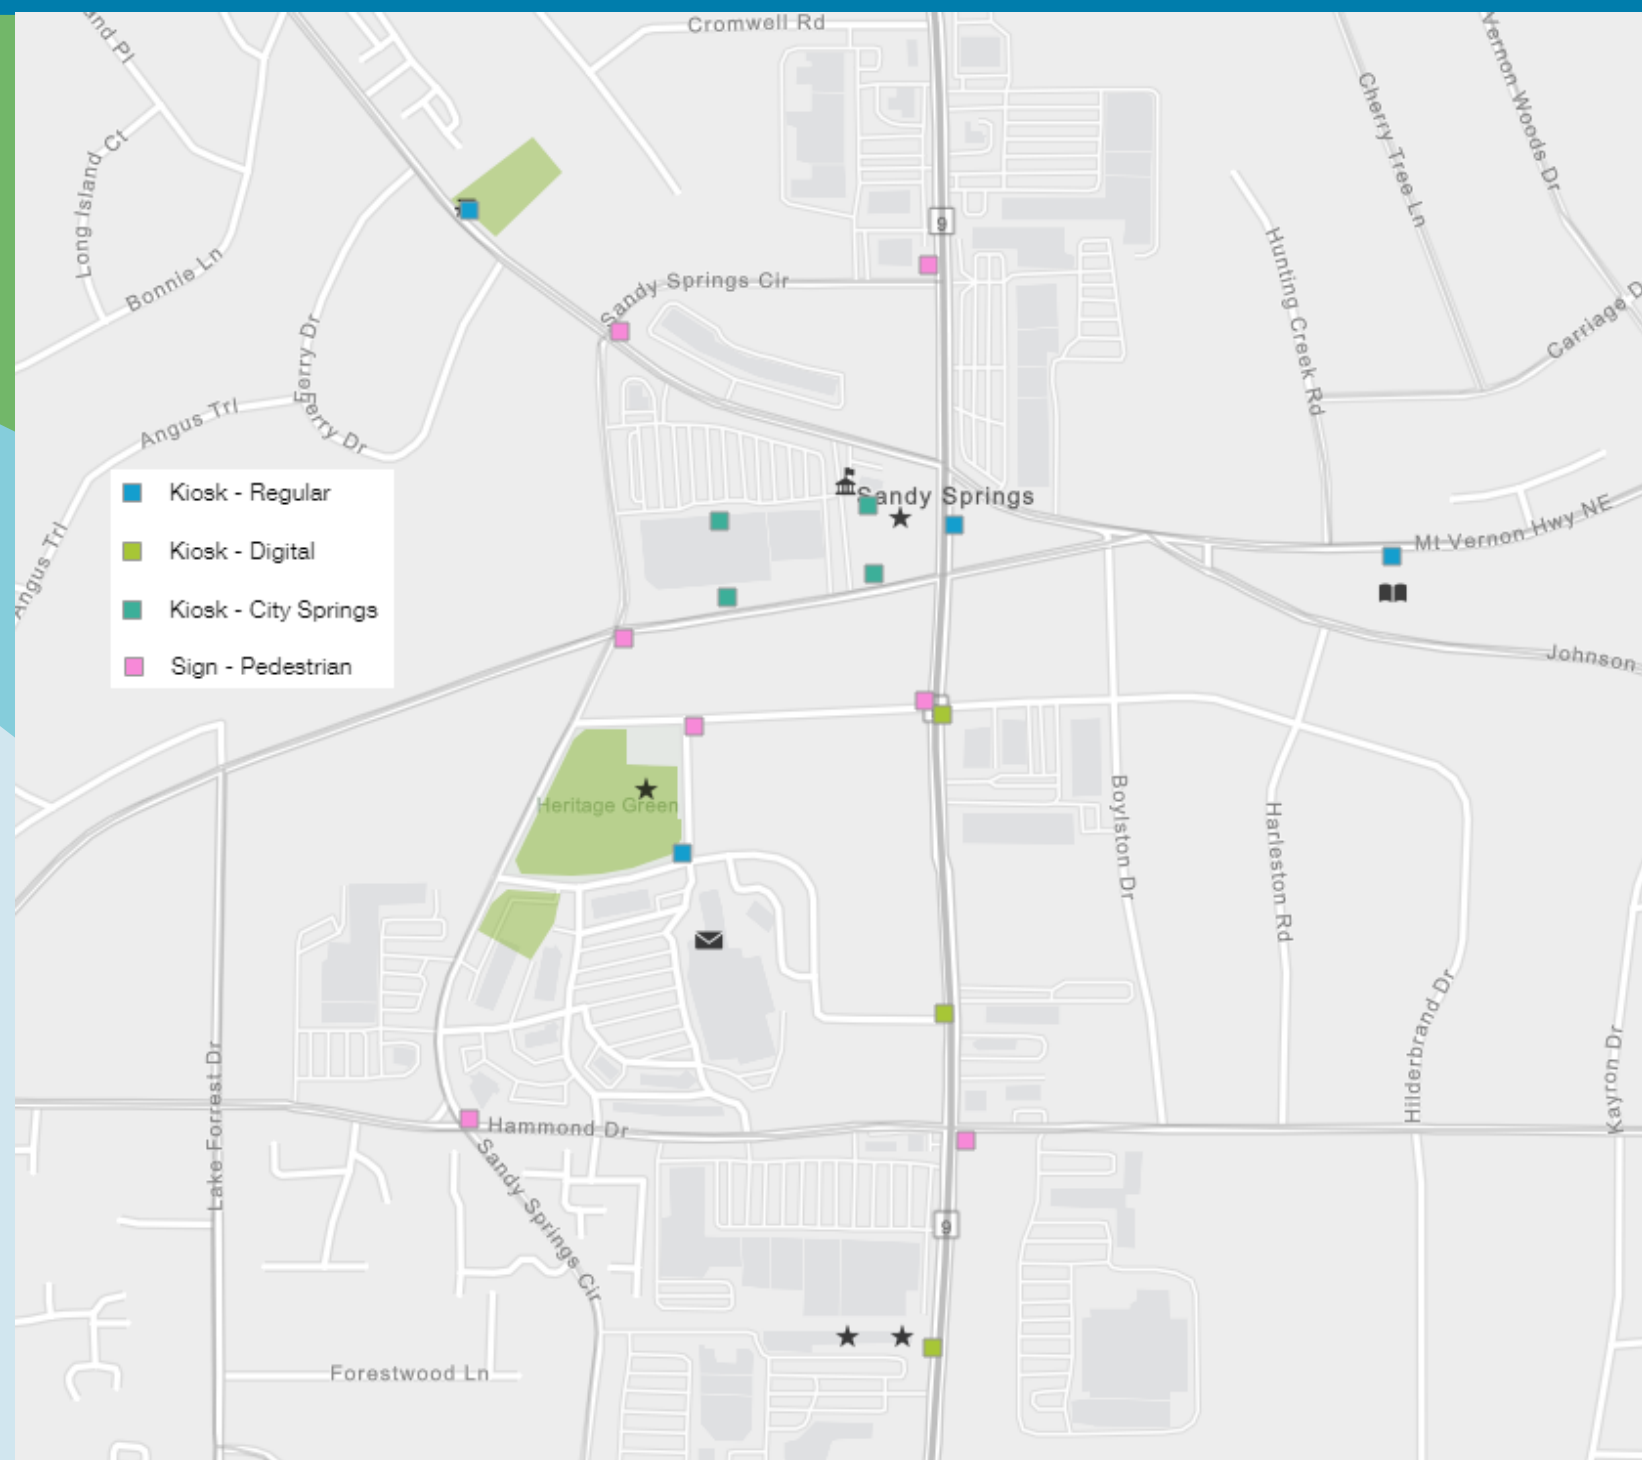 and Pl
Cromwell Rd
Vernon Woods Dr
Cherry Tree Ln
Long Island Ct
9
Bonnie Ln
Sandy Springs Cir
Hunting Creek Rd
Carriage D
Ferry Dr
Angus Trl
Ferry Dr
Kiosk - Regular
Kiosk - Digital
Kiosk - City Springs
Sign - Pedestrian
Sandy Springs
Mt Vernon Hwy NE
Angus Trl
Johnson
Heritage Green
Boylston Dr
Harleston Rd
Hilderbrand Dr
Kayron Dr
Lake Forrest Dr
Hammond Dr
Sandy Springs Cir
9
Forestwood Ln